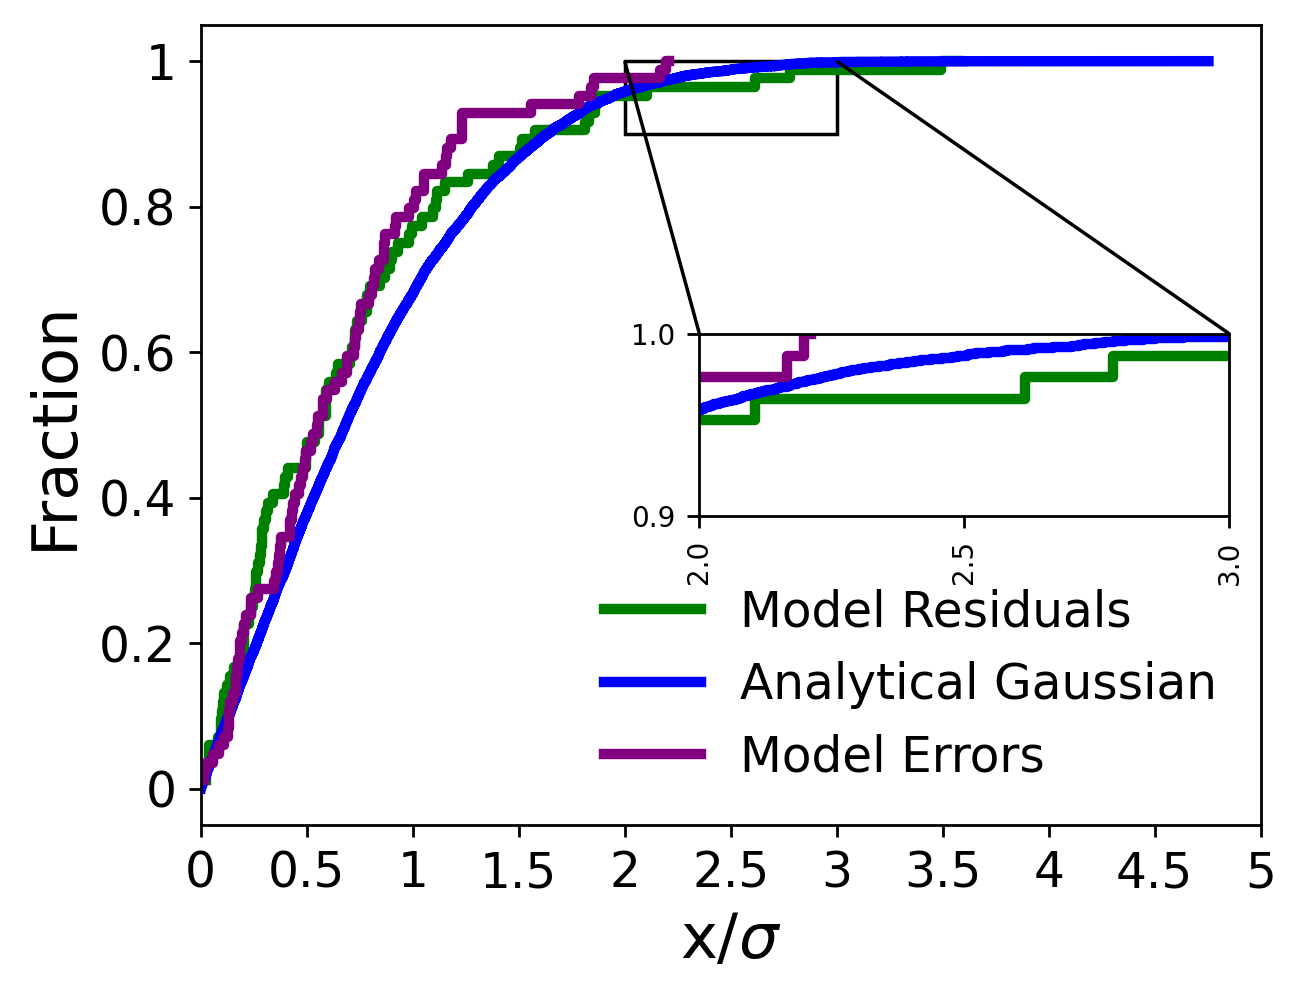 1
0.8
0.6
0.4
0.2
0
Fraction
1.0
0.9
2.0 2.5 3.0
Model Residuals
Analytical Gaussian
Model Errors
0 0.5 1 1.5 2 2.5 3 3.5 4 4.5 5
x/σ